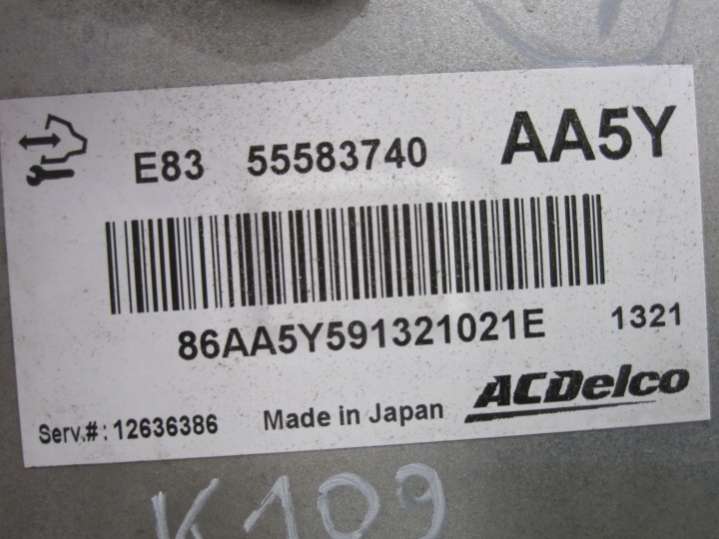 E83 55583740 AA5Y
86AA5Y591321021E 1321
Serv.#: 12636386 Made in Japan ACDelco
K109